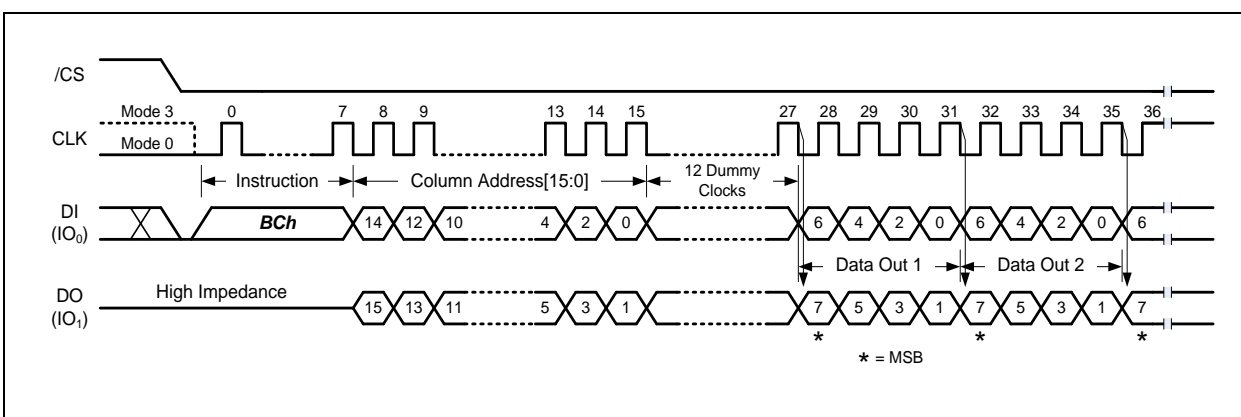 /CS
Mode 3 0 7 8 9 13 14 15 27 28 29 30 31 32 33 34 35 36
CLK
Mode 0
Instruction Column Address[15:0] 12 Dummy Clocks
DI
(IO0)
BCh 14 12 10 4 2 0 6 4 2 0 6 4 2 0 6
Data Out 1 Data Out 2
DO
(IO1)
High Impedance 15 13 11 5 3 1 7 5 3 1 7 5 3 1 7
* * *
* = MSB